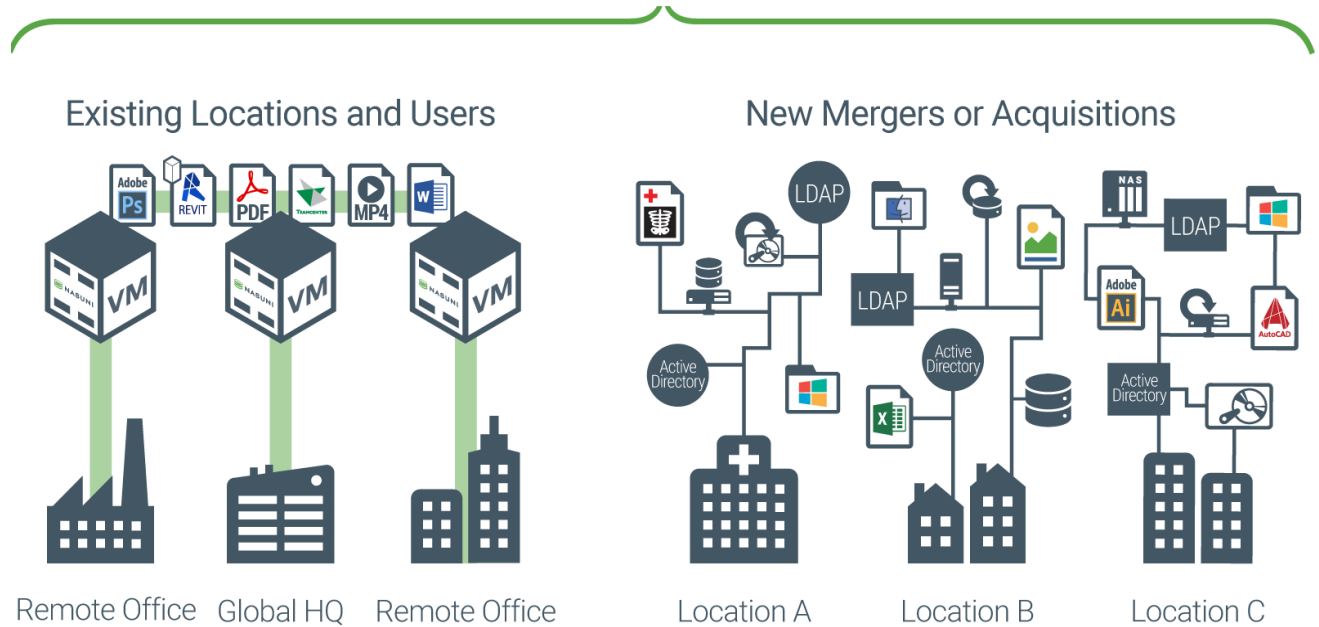 Existing Locations and Users
New Mergers or Acquisitions
Adobe
Ps
REVIT
PDF
TEAMCENTER
MP4
W
NASUNI
VM
NASUNI
VM
NASUNI
VM
LDAP
LDAP
Active
Directory
X
Active
Directory
NAS
LDAP
Adobe
Ai
AUTOCAD
Active
Directory
Remote Office
Global HQ
Remote Office
Location A
Location B
Location C